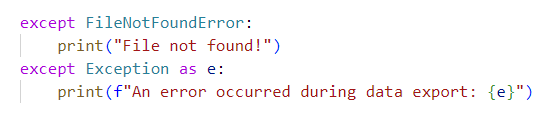 except FileNotFoundError:
    print("File not found!")
except Exception as e:
    print(f"An error occurred during data export: {e}")